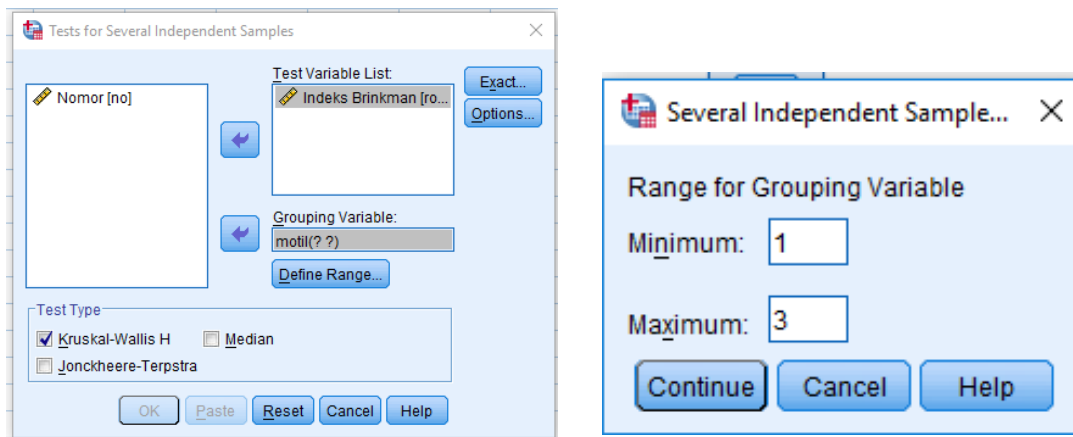 Tests for Several Independent Samples
Nomor [no]
Test Variable List:
Indeks Brinkman [ro...
Exact...
Options...
Grouping Variable:
motil(? ?)
Define Range...
Test Type
Kruskal-Wallis H Median
Jonckheere-Terpstra
OK Paste Reset Cancel Help
Several Independent Sample...
Range for Grouping Variable
Minimum: 1
Maximum: 3
Continue Cancel Help